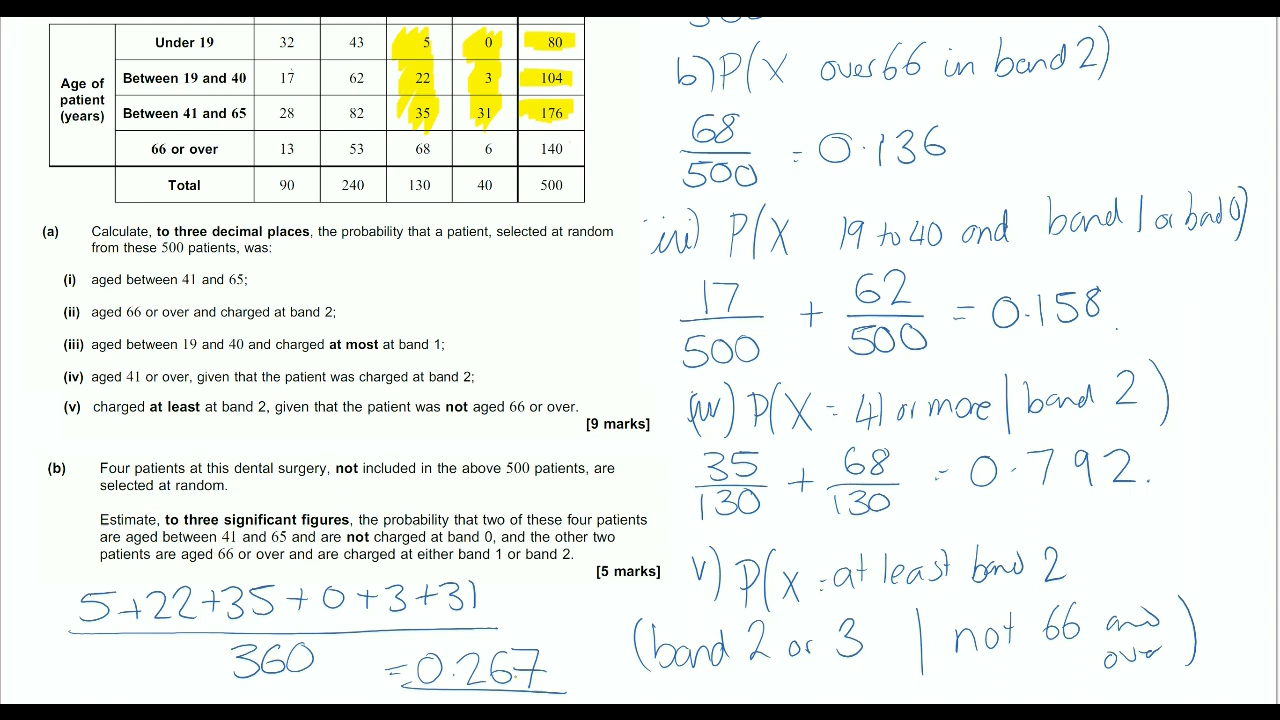 Under 19 32 43 5 0 80
Between 19 and 40 17 62 22 3 104
Age of patient (years)
Between 41 and 65 28 82 35 31 176
66 or over 13 53 68 6 140
Total 90 240 130 40 500
(a) Calculate, to three decimal places, the probability that a patient, selected at random
from these 500 patients, was:
(i) aged between 41 and 65;
(ii) aged 66 or over and charged at band 2;
(iii) aged between 19 and 40 and charged at most at band 1;
(iv) aged 41 or over, given that the patient was charged at band 2;
(v) charged at least at band 2, given that the patient was not aged 66 or over.
[9 marks]
(b) Four patients at this dental surgery, not included in the above 500 patients, are
selected at random.
Estimate, to three significant figures, the probability that two of these four patients
are aged between 41 and 65 and are not charged at band 0, and the other two
patients are aged 66 or over and are charged at either band 1 or band 2.
[5 marks]
5+22+35+0+3+31
360
=0.267
b) P(X over 66 in band 2)
68
500
= 0.136
iii) P(X 19 to 40 and band 1 or bad 0)
17 + 62 = 0.158.
500 500
(iv) P(X = 41 or more | band 2)
35 + 68 = 0.792.
130 130
v) P(X = at least band 2
(band 2 or 3 | not 66 and over)